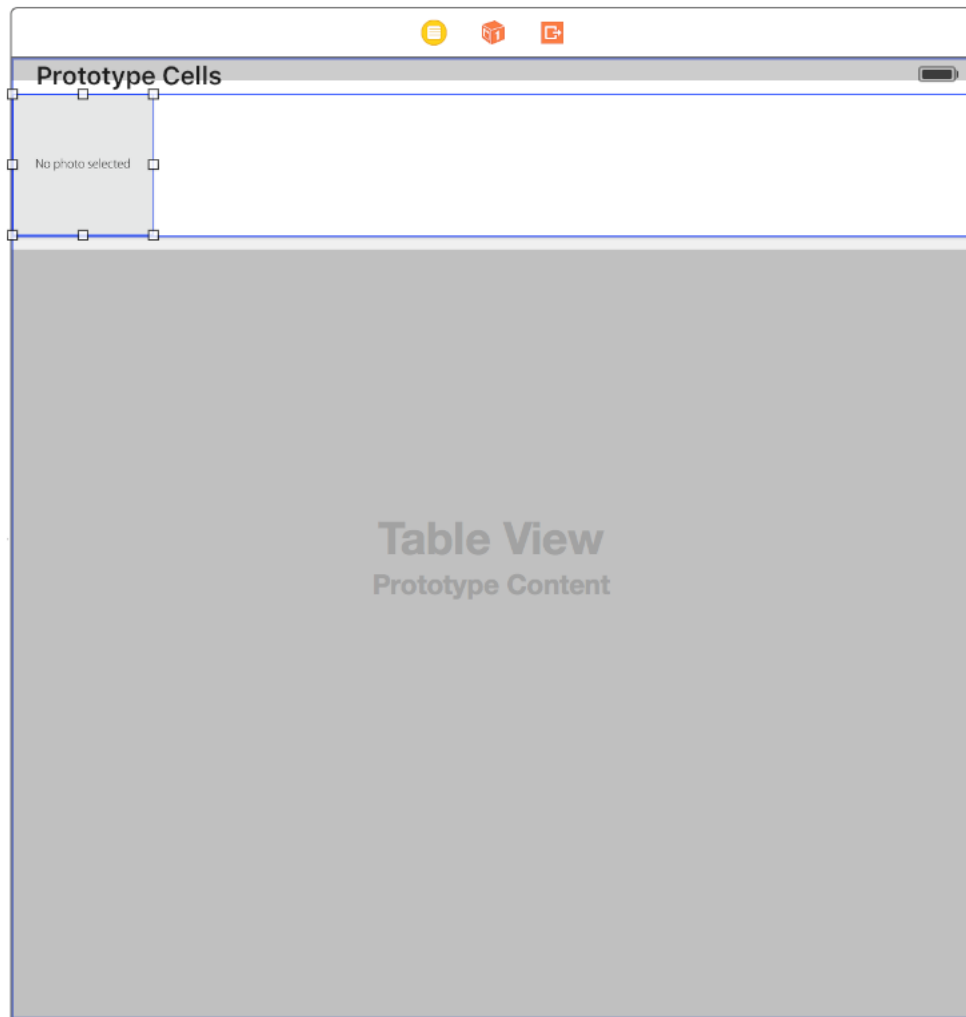 Prototype Cells
No photo selected
Table View
Prototype Content